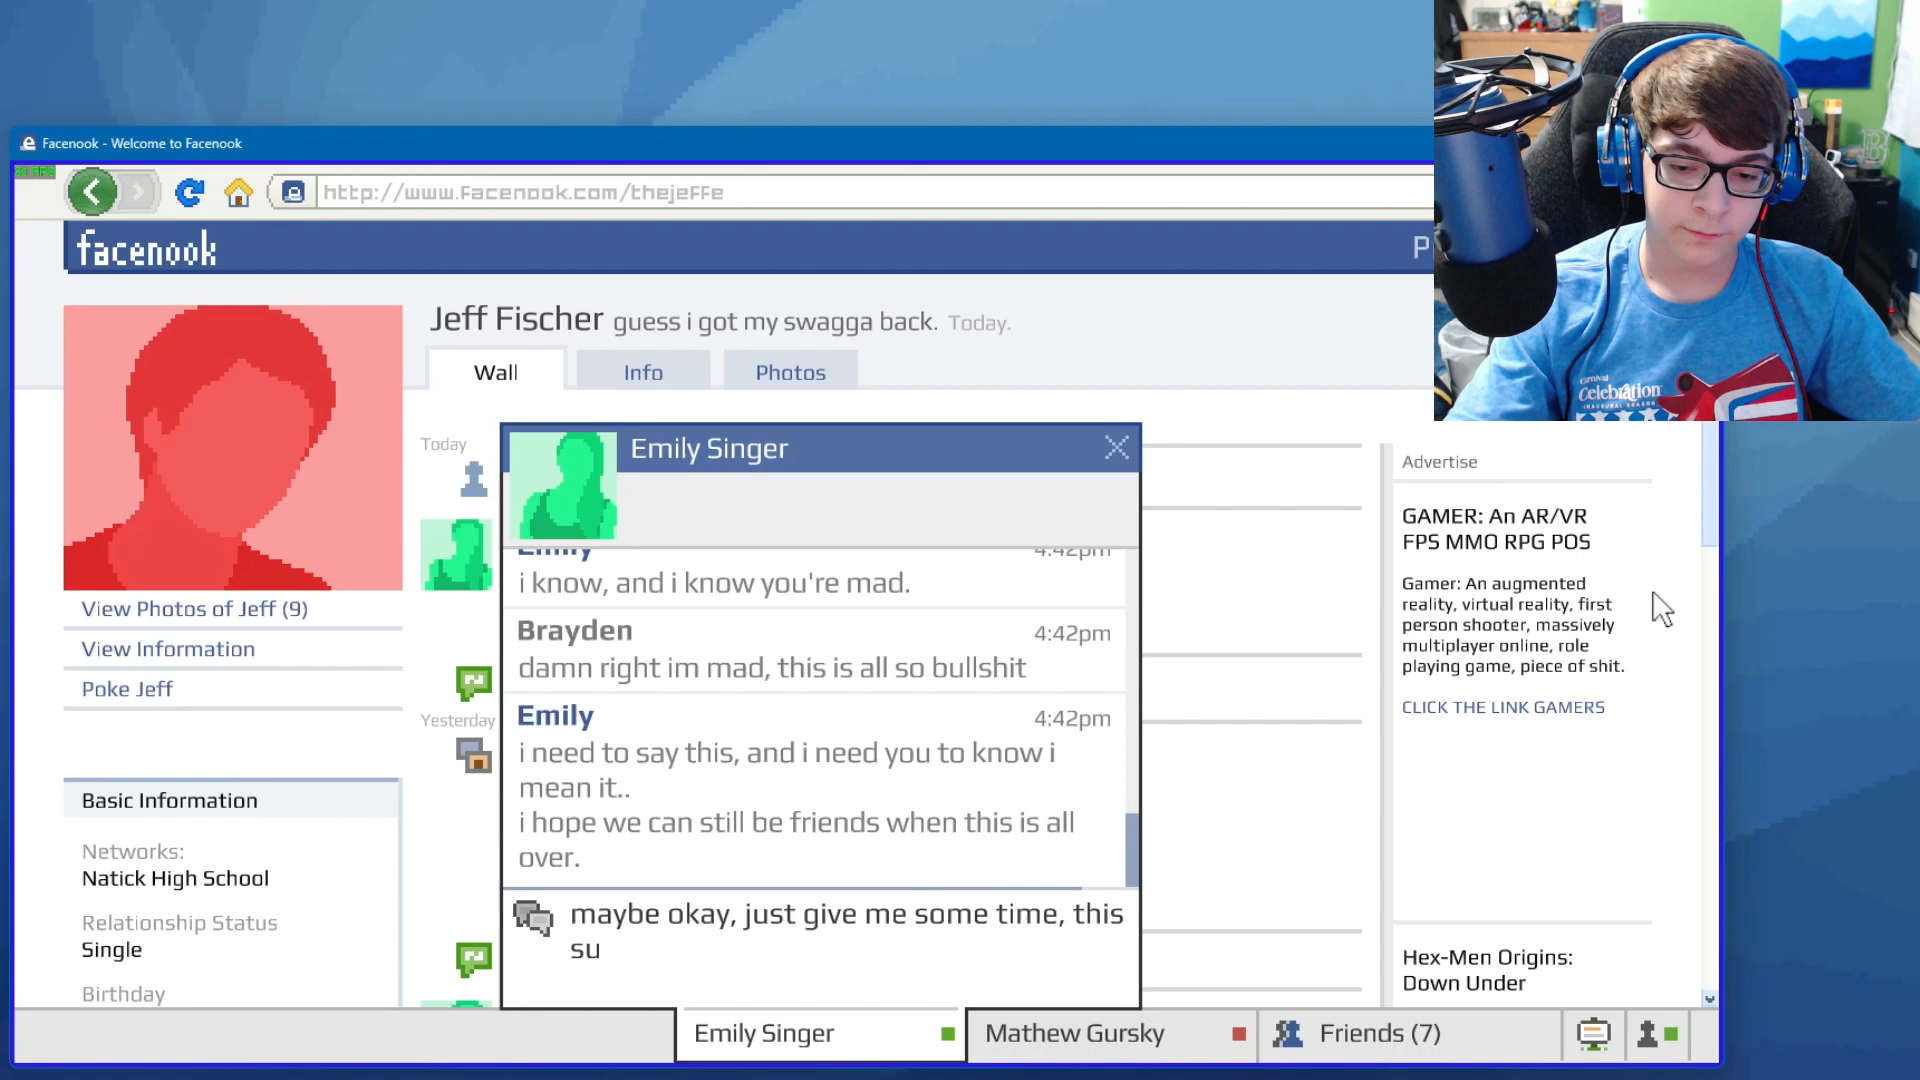 Facenook - Welcome to Facenook
http://www.facenook.com/thejeffe
facenook
P
Jeff Fischer guess i got my swagga back. Today.
Wall
Info
Photos
Today
Emily Singer
Emily 4:42pm
i know, and i know you're mad.
Brayden 4:42pm
damn right im mad, this is all so bullshit
Emily 4:42pm
i need to say this, and i need you to know i
mean it..
i hope we can still be friends when this is all
over.
maybe okay, just give me some time, this
su
View Photos of Jeff (9)
View Information
Poke Jeff
Yesterday
Basic Information
Networks:
Natick High School
Relationship Status
Single
Birthday
Advertise
GAMER: An AR/VR
FPS MMO RPG POS
Gamer: An augmented
reality, virtual reality, first
person shooter, massively
multiplayer online, role
playing game, piece of shit.
CLICK THE LINK GAMERS
Hex-Men Origins:
Down Under
Emily Singer
Mathew Gursky
Friends (7)
Carnival
Celebration
INAUGURAL SEASON